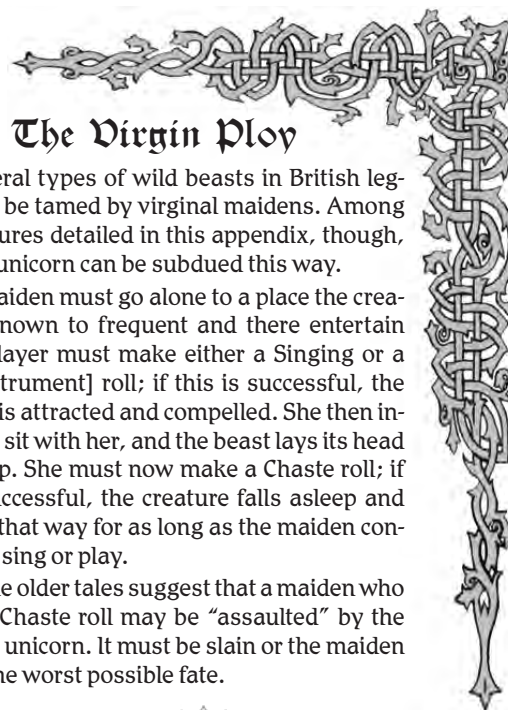 The Virgin Ploy
eral types of wild beasts in British leg-
be tamed by virginal maidens. Among
ures detailed in this appendix, though,
unicorn can be subdued this way.
aiden must go alone to a place the crea-
nown to frequent and there entertain
layer must make either a Singing or a
trument] roll; if this is successful, the
is attracted and compelled. She then in-
sit with her, and the beast lays its head
p. She must now make a Chaste roll; if
uccessful, the creature falls asleep and
that way for as long as the maiden con-
sing or play.
e older tales suggest that a maiden who
Chaste roll may be “assaulted” by the
unicorn. It must be slain or the maiden
he worst possible fate.